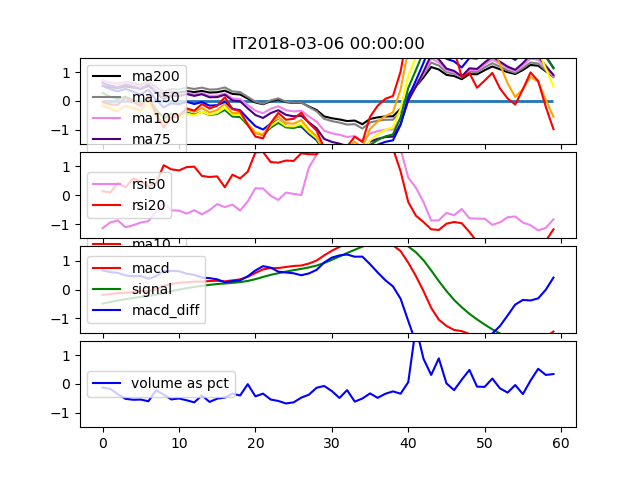 IT2018-03-06 00:00:00
1
0
−1
ma200
ma150
ma100
ma75
1
0
−1
rsi50
rsi20
ma10
1
0
−1
macd
signal
macd_diff
1
0
−1
volume as pct
0 10 20 30 40 50 60